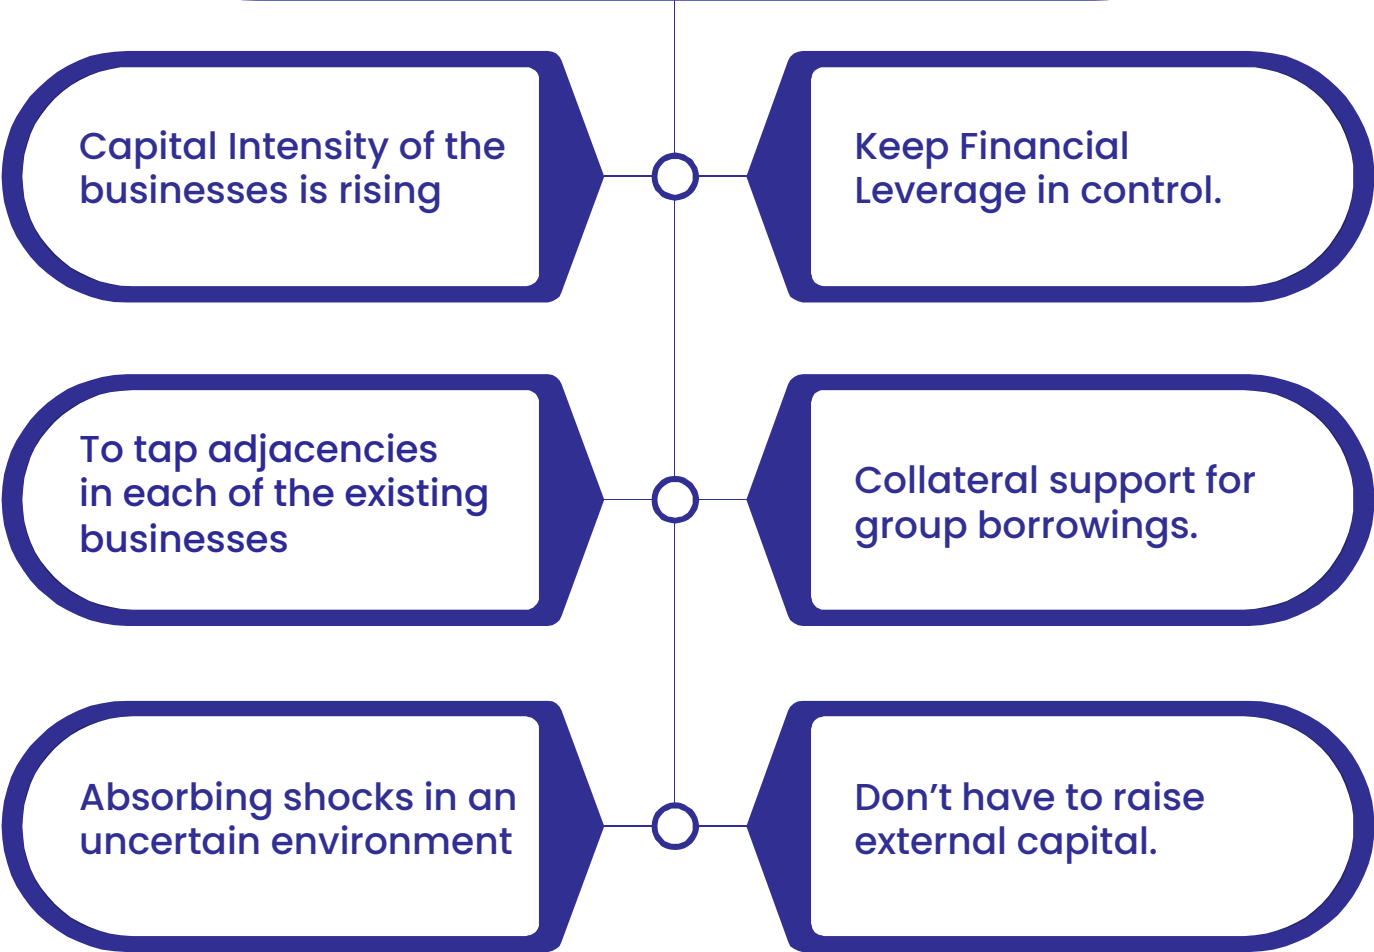 Capital Intensity of the
businesses is rising
Keep Financial
Leverage in control.
To tap adjacencies
in each of the existing
businesses
Collateral support for
group borrowings.
Absorbing shocks in an
uncertain environment
Don’t have to raise
external capital.